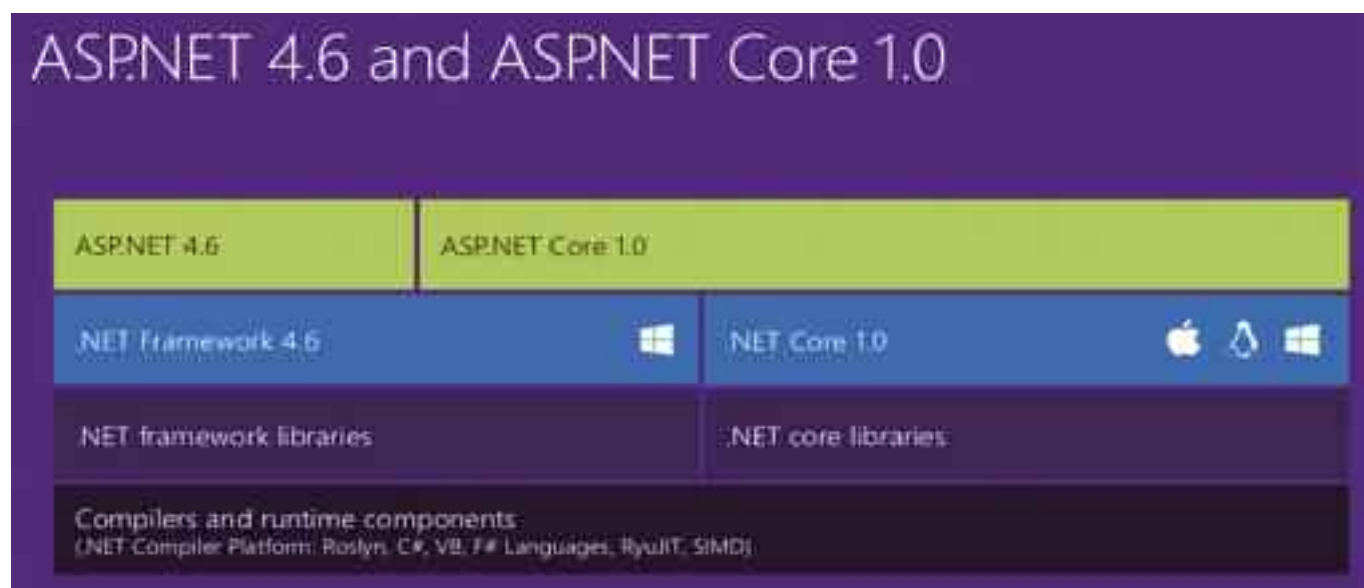 ASP.NET 4.6 and ASP.NET Core 1.0
ASP.NET 4.6
ASP.NET Core 1.0
.NET Framework 4.6
.NET Core 1.0
.NET framework libraries
.NET core libraries
Compilers and runtime components
(.NET Compiler Platform: Roslyn, C#, VB, F# Languages, RyuJIT, SIMD)